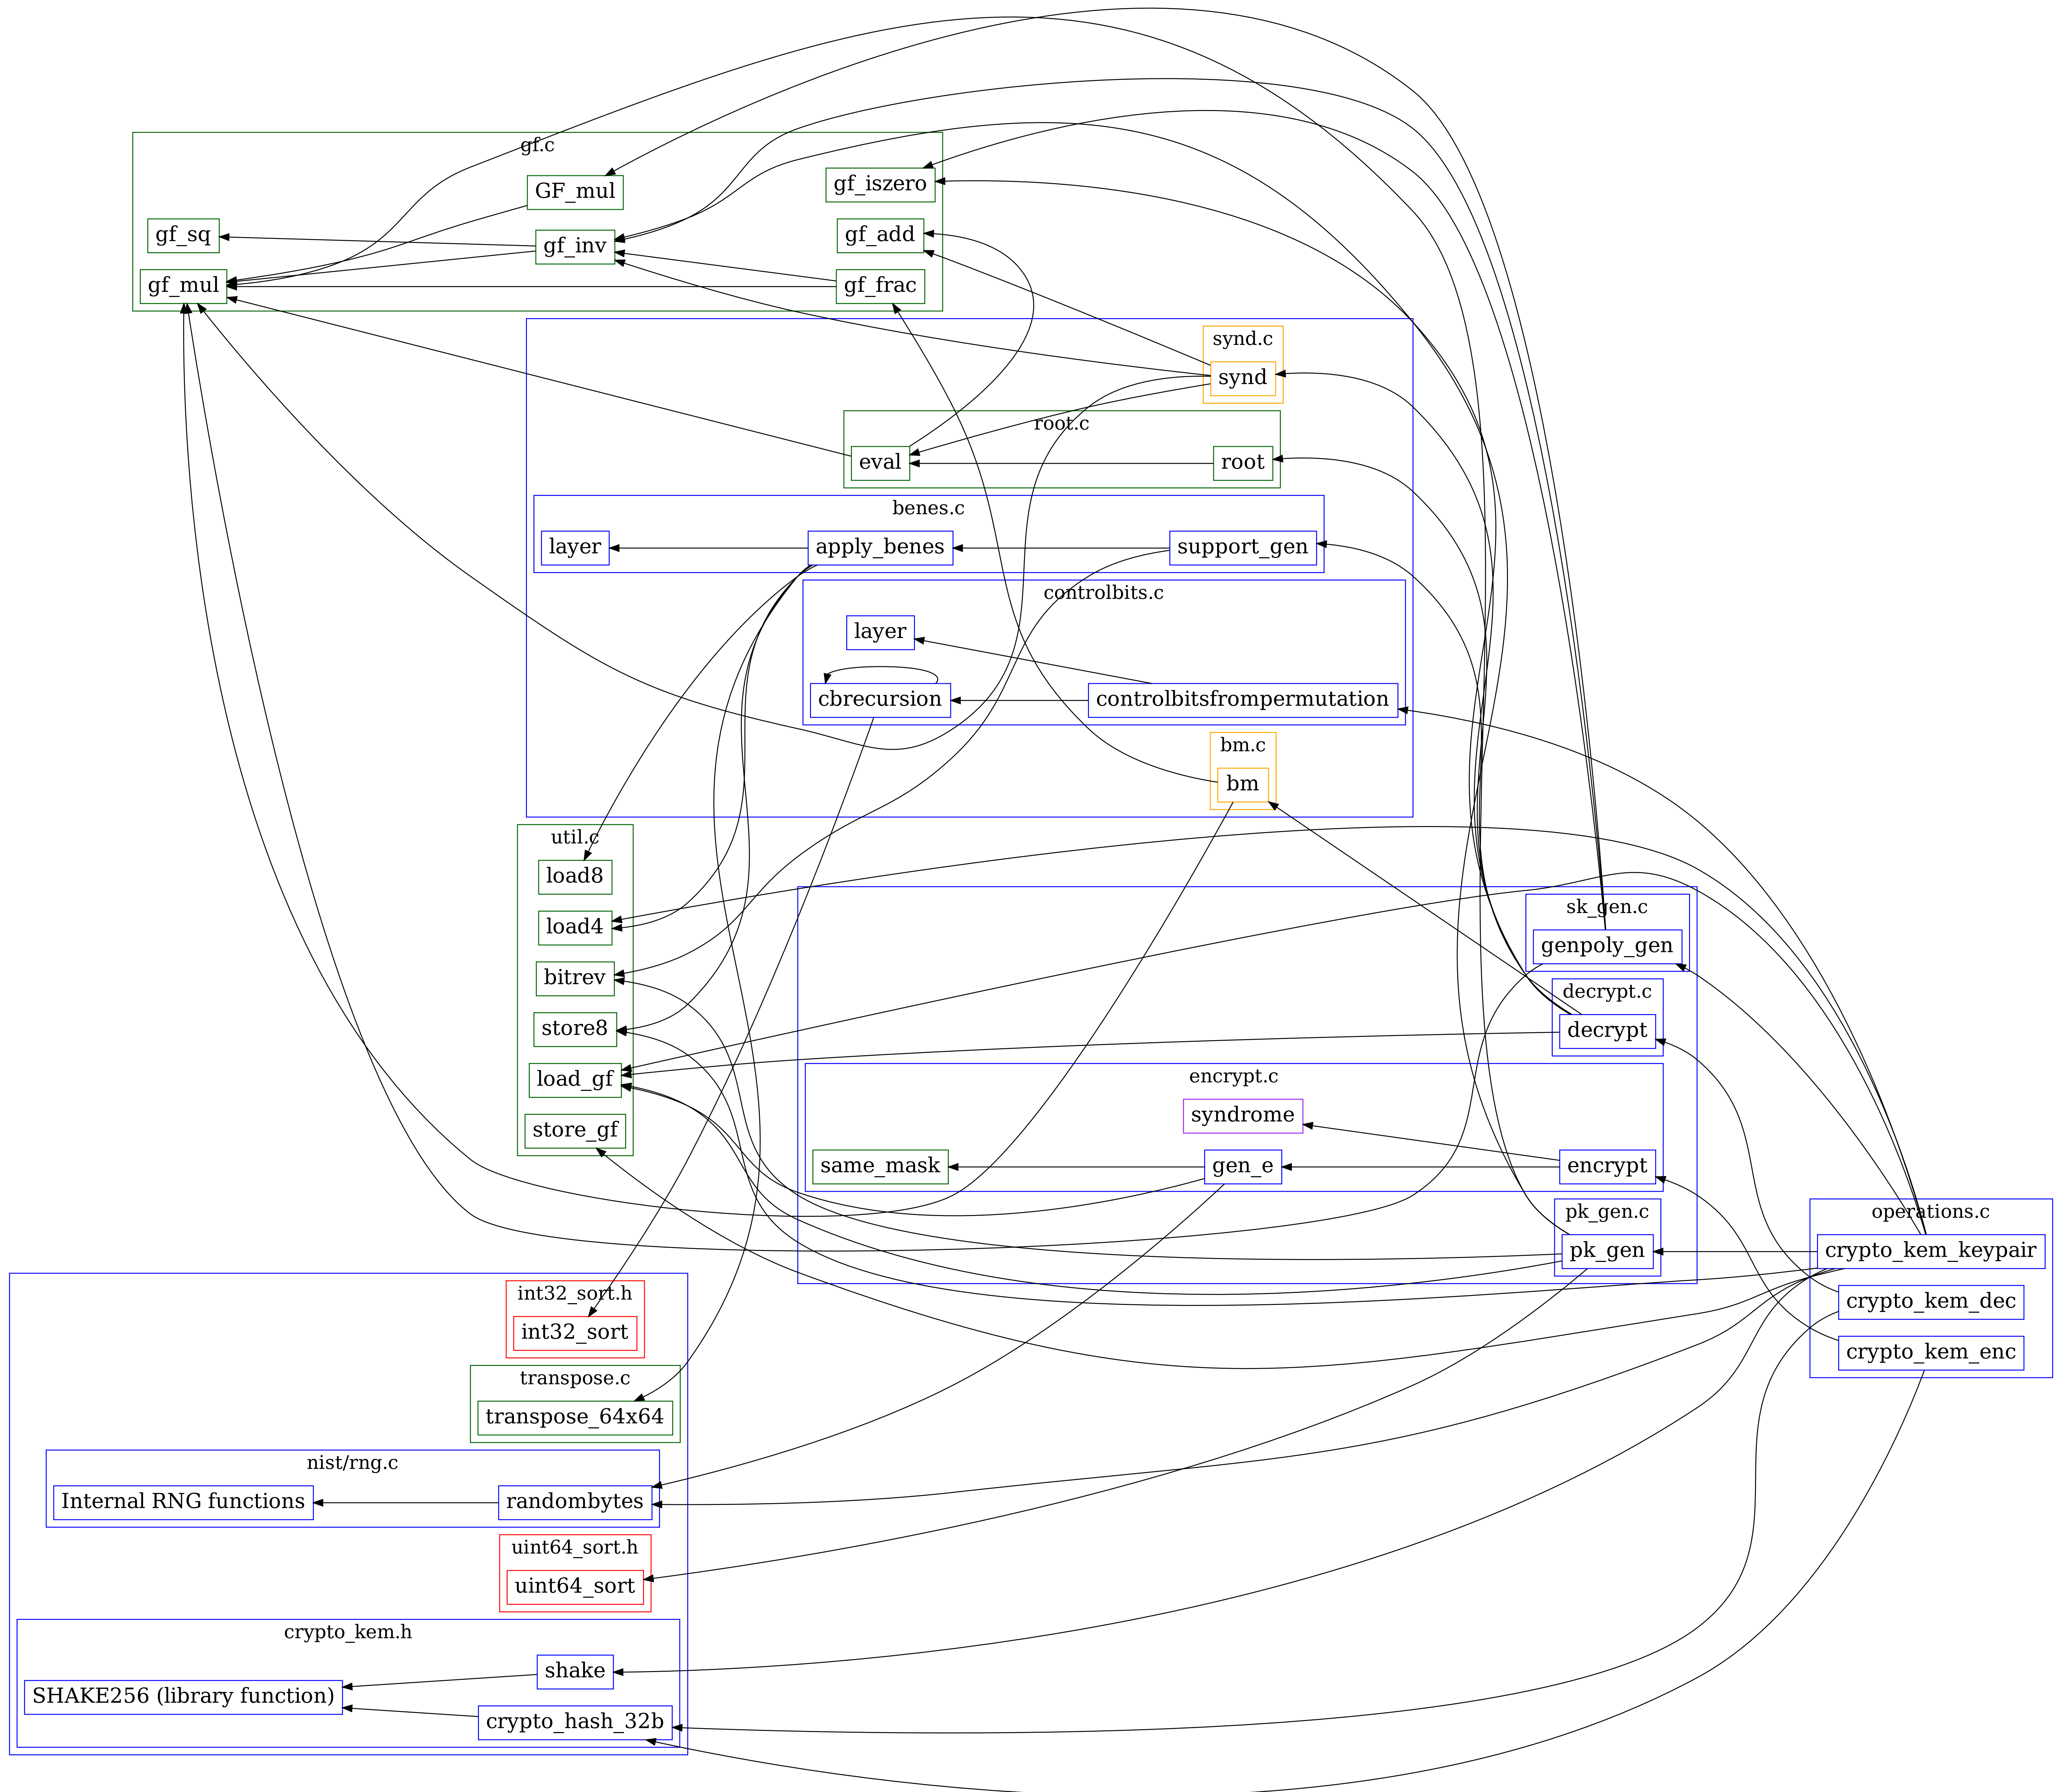 gf.c
GF_mul
gf_iszero
gf_sq
gf_inv
gf_add
gf_mul
gf_frac
synd.c
synd
root.c
eval
root
benes.c
layer
apply_benes
support_gen
controlbits.c
layer
cbrecursion
controlbitsfrompermutation
bm.c
bm
util.c
load8
load4
bitrev
store8
load_gf
store_gf
sk_gen.c
genpoly_gen
decrypt.c
decrypt
encrypt.c
syndrome
same_mask
gen_e
encrypt
pk_gen.c
pk_gen
operations.c
crypto_kem_keypair
crypto_kem_dec
crypto_kem_enc
int32_sort.h
int32_sort
transpose.c
transpose_64x64
nist/rng.c
Internal RNG functions
randombytes
uint64_sort.h
uint64_sort
crypto_kem.h
shake
SHAKE256 (library function)
crypto_hash_32b